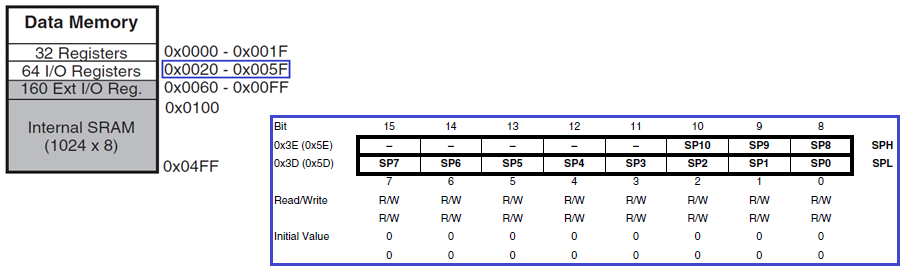 Data Memory
32 Registers 0x0000 - 0x001F
64 I/O Registers 0x0020 - 0x005F
160 Ext I/O Reg. 0x0060 - 0x00FF
0x0100
Internal SRAM
(1024 x 8)
0x04FF
Bit 15 14 13 12 11 10 9 8
0x3E (0x5E) – – – – – SP10 SP9 SP8 SPH
0x3D (0x5D) SP7 SP6 SP5 SP4 SP3 SP2 SP1 SP0 SPL
7 6 5 4 3 2 1 0
Read/Write R/W R/W R/W R/W R/W R/W R/W R/W
R/W R/W R/W R/W R/W R/W R/W R/W
Initial Value 0 0 0 0 0 0 0 0
0 0 0 0 0 0 0 0